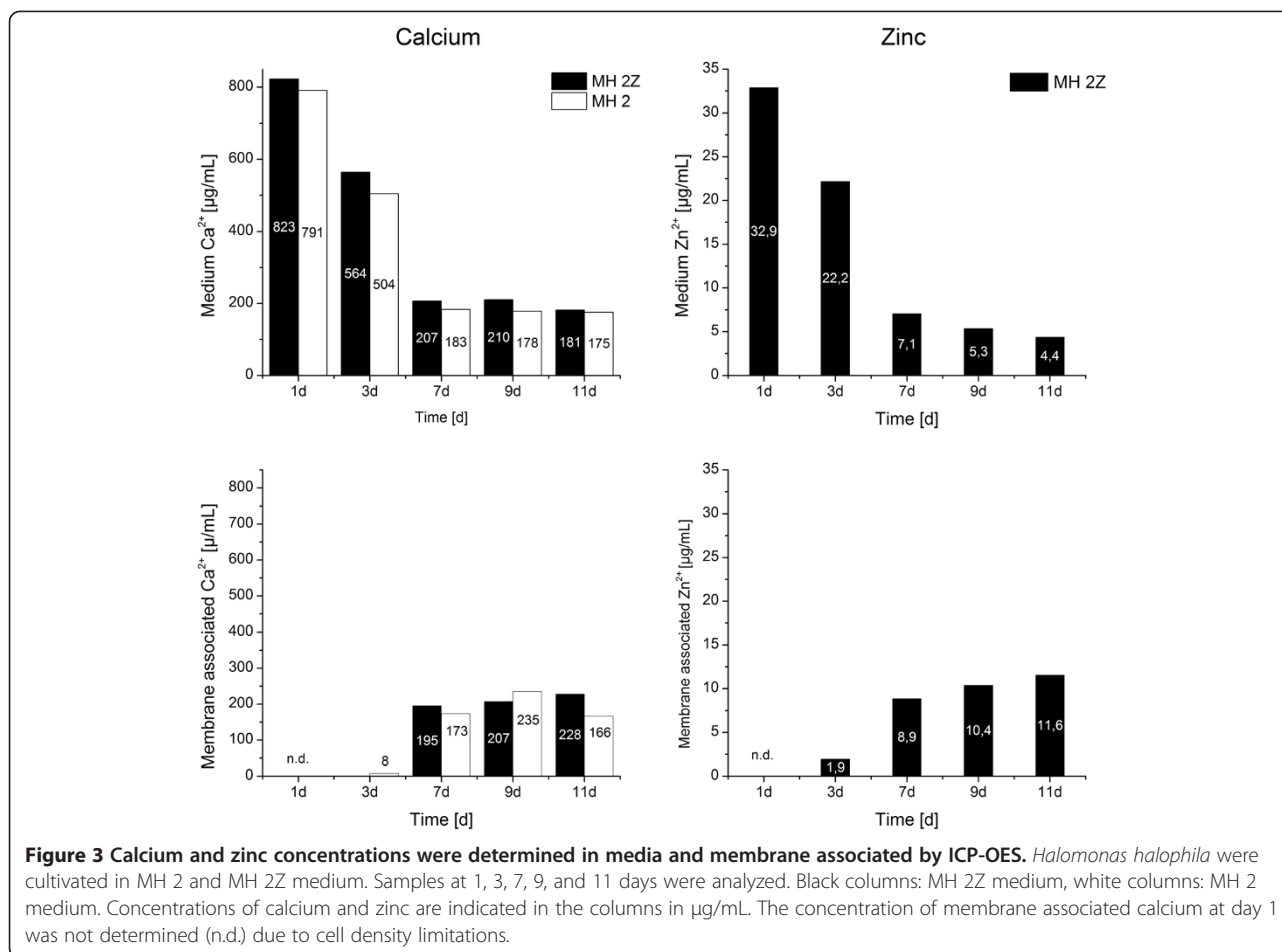 Calcium
Zinc
MH 2Z
MH 2
Medium Ca2+ [µg/mL]
800
600
400
200
0
823
791
564
504
207
183
210
178
181
175
1d 3d 7d 9d 11d
Time [d]
MH 2Z
Medium Zn2+ [µg/mL]
35
30
25
20
15
10
5
0
32,9
22,2
7,1
5,3
4,4
1d 3d 7d 9d 11d
Time [d]
Membrane associated Ca2+ [µ/mL]
800
700
600
500
400
300
200
100
0
n.d.
8
195
173
207
235
228
166
1d 3d 7d 9d 11d
Time [d]
Membrane associated Zn2+ [µg/mL]
35
30
25
20
15
10
5
0
n.d.
1,9
8,9
10,4
11,6
1d 3d 7d 9d 11d
Time [d]
Figure 3 Calcium and zinc concentrations were determined in media and membrane associated by ICP-OES. Halomonas halophila were
cultivated in MH 2 and MH 2Z medium. Samples at 1, 3, 7, 9, and 11 days were analyzed. Black columns: MH 2Z medium, white columns: MH 2
medium. Concentrations of calcium and zinc are indicated in the columns in µg/mL. The concentration of membrane associated calcium at day 1
was not determined (n.d.) due to cell density limitations.